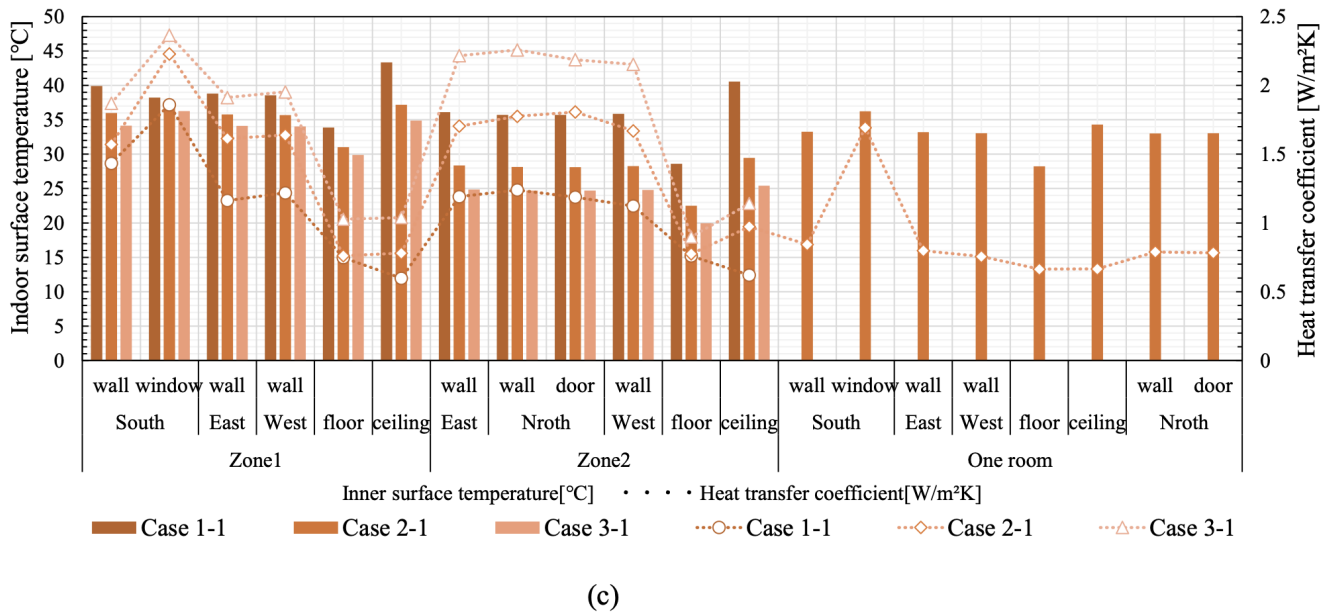 Indoor surface temperature [℃]
50
45
40
35
30
25
20
15
10
5
0
Heat transfer coefficient [W/m²K]
2.5
2
1.5
1
0.5
0
wall window wall wall wall wall door wall wall window wall wall wall door
South East West floor ceiling East Nroth West floor ceiling South East West floor ceiling Nroth
Zone1 Zone2 One room
Inner surface temperature[℃] Heat transfer coefficient[W/m²K]
Case 1-1 Case 2-1 Case 3-1 Case 1-1 Case 2-1 Case 3-1
(c)